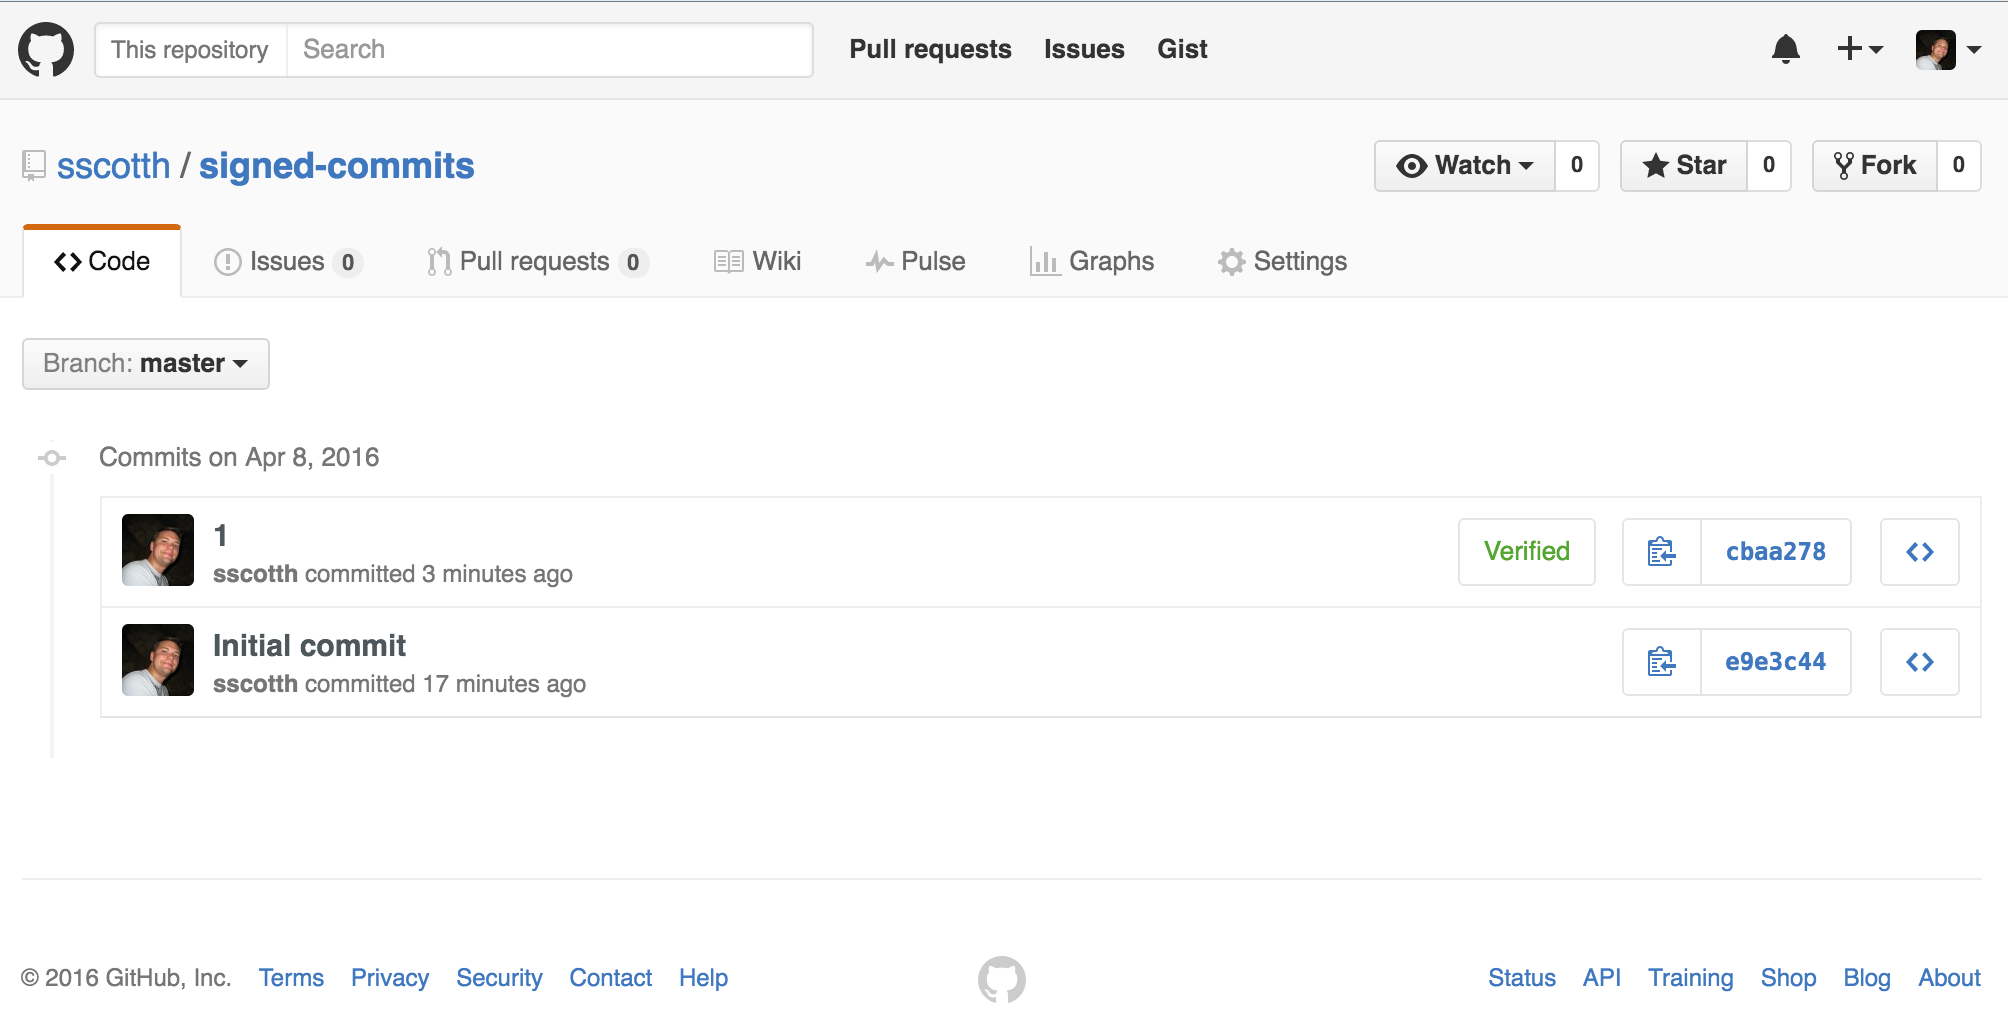 This repository Search Pull requests Issues Gist
sscotth / signed-commits Watch 0 Star 0 Fork 0
Code Issues 0 Pull requests 0 Wiki Pulse Graphs Settings
Branch: master
Commits on Apr 8, 2016
1
sscotth committed 3 minutes ago
Verified cbaa278
Initial commit
sscotth committed 17 minutes ago
e9e3c44
© 2016 GitHub, Inc. Terms Privacy Security Contact Help Status API Training Shop Blog About